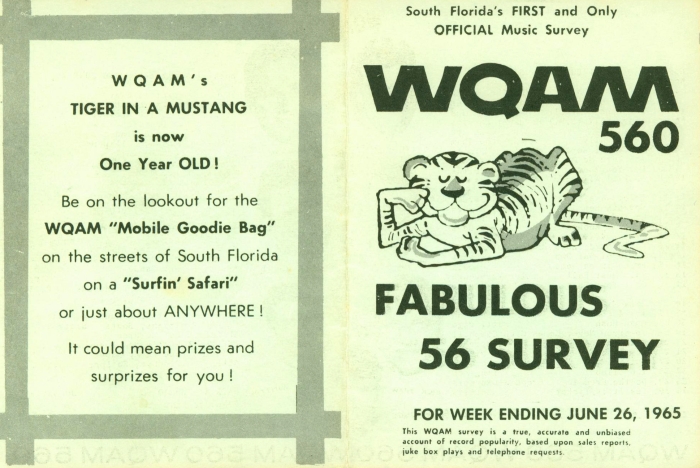 WQAM's
TIGER IN A MUSTANG
is now
One Year OLD!
Be on the lookout for the
WQAM "Mobile Goodie Bag"
on the streets of South Florida
on a "Surfin' Safari"
or just about ANYWHERE!
It could mean prizes and
surprizes for you!
South Florida's FIRST and Only
OFFICIAL Music Survey
WQAM
560
FABULOUS
56 SURVEY
FOR WEEK ENDING JUNE 26, 1965
This WQAM survey is a true, accurate and unbiased
account of record popularity, based upon sales reports,
juke box plays and telephone requests.